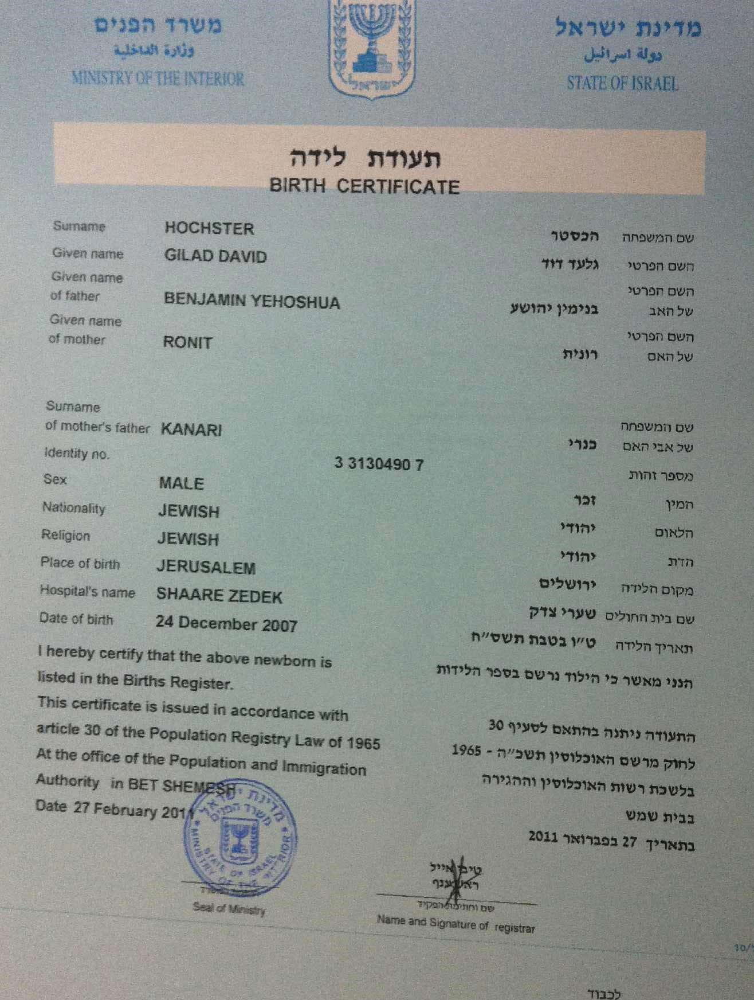 משרד הפנים
وزارة الداخلية
MINISTRY OF THE INTERIOR
ישראל
מדינת ישראל
دولة اسرائيل
STATE OF ISRAEL
תעודת לידה
BIRTH CERTIFICATE
Surname HOCHSTER הכסטר שם המשפחה
Given name GILAD DAVID גלעד דוד השם הפרטי
Given name השם הפרטי
of father BENJAMIN YEHOSHUA בנימין יהושע של האב
Given name השם הפרטי
of mother RONIT רונית של האם
Surname שם המשפחה
of mother's father KANARI כנרי של אבי האם
Identity no. 3 3130490 7 מספר זהות
Sex MALE זכר המין
Nationality JEWISH יהודי הלאום
Religion JEWISH יהודי הדת
Place of birth JERUSALEM ירושלים מקום הלידה
Hospital's name SHAARE ZEDEK שערי צדק שם בית החולים
Date of birth 24 December 2007 ט״ו בטבת תשס״ח תאריך הלידה
I hereby certify that the above newborn is
listed in the Births Register.
הנני מאשר כי הילוד נרשם בספר הלידות
This certificate is issued in accordance with
article 30 of the Population Registry Law of 1965
At the office of the Population and Immigration
Authority in BET SHEMESH
Date 27 February 2011
התעודה ניתנה בהתאם לסעיף 30
לחוק מרשם האוכלוסין תשכ״ה - 1965
בלשכת רשות האוכלוסין וההגירה
בבית שמש
בתאריך 27 בפברואר 2011
מדינת ישראל
משרד הפנים
STATE OF ISRAEL
MINISTRY OF THE INTERIOR
Seal of Ministry
אייל
ענף
שם וחתימת הפקיד
Name and Signature of registrar
לכבוד